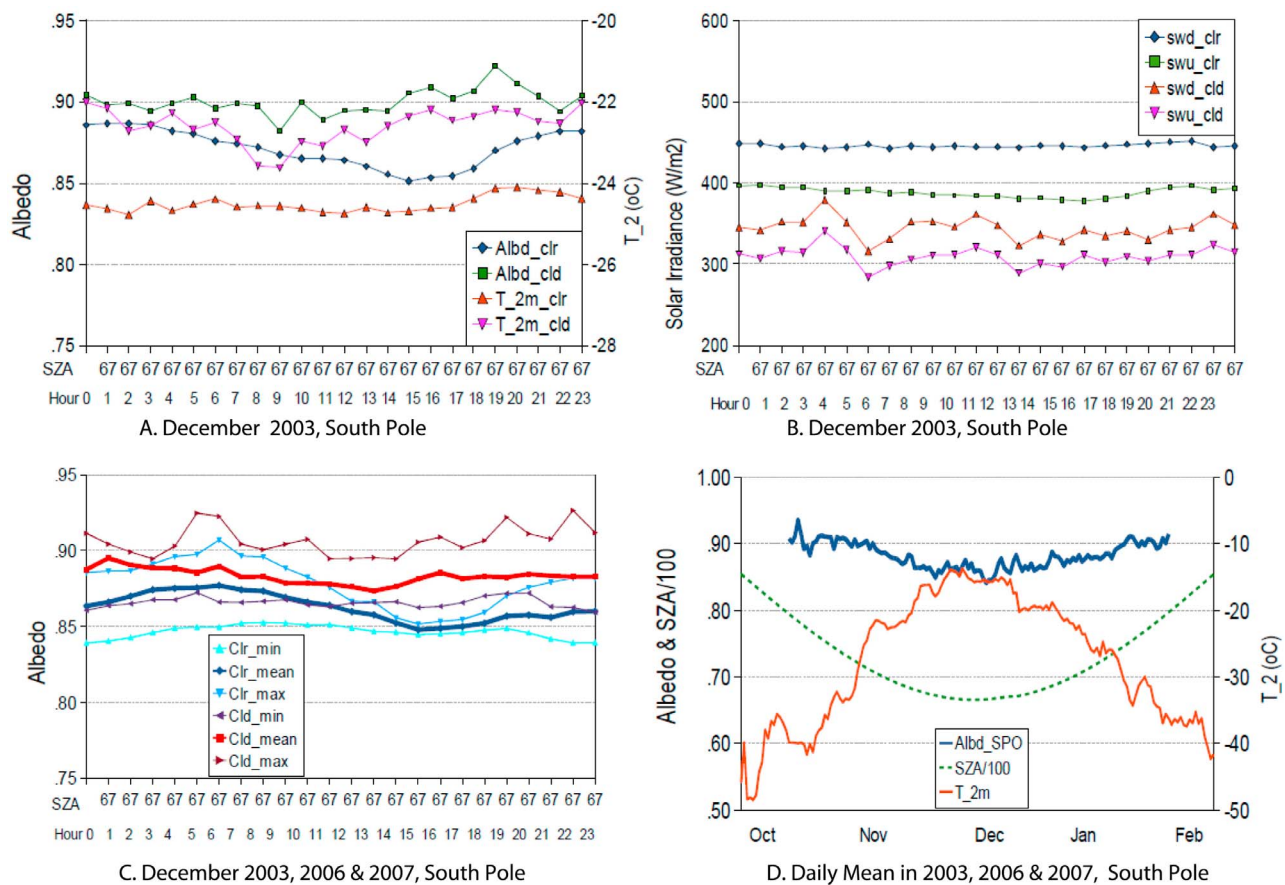 .95
.90
.85
.80
.75
Albedo
-20
-22
-24
-26
-28
T_2 (oC)
Albd_clr
Albd_cld
T_2m_clr
T_2m_cld
SZA 67 67 67 67 67 67 67 67 67 67 67 67 67 67 67 67 67 67 67 67 67 67 67
Hour 0 1 2 3 4 5 6 7 8 9 10 11 12 13 14 15 16 17 18 19 20 21 22 23
A. December 2003, South Pole
600
500
400
300
200
Solar Irradiance (W/m2)
swd_clr
swu_clr
swd_cld
swu_cld
67 67 67 67 67 67 67 67 67 67 67 67 67 67 67 67 67 67 67 67 67 67 67
Hour 0 1 2 3 4 5 6 7 8 9 10 11 12 13 14 15 16 17 18 19 20 21 22 23
B. December 2003, South Pole
.95
.90
.85
.80
.75
Albedo
Clr_min
Clr_mean
Clr_max
Cld_min
Cld_mean
Cld_max
SZA 67 67 67 67 67 67 67 67 67 67 67 67 67 67 67 67 67 67 67 67 67 67 67
Hour 0 1 2 3 4 5 6 7 8 9 10 11 12 13 14 15 16 17 18 19 20 21 22 23
C. December 2003, 2006 & 2007, South Pole
1.00
.90
.80
.70
.60
.50
Albedo & SZA/100
0
-10
-20
-30
-40
-50
T_2 (oC)
Albd_SPO
SZA/100
T_2m
Oct Nov Dec Jan Feb
D. Daily Mean in 2003, 2006 & 2007, South Pole